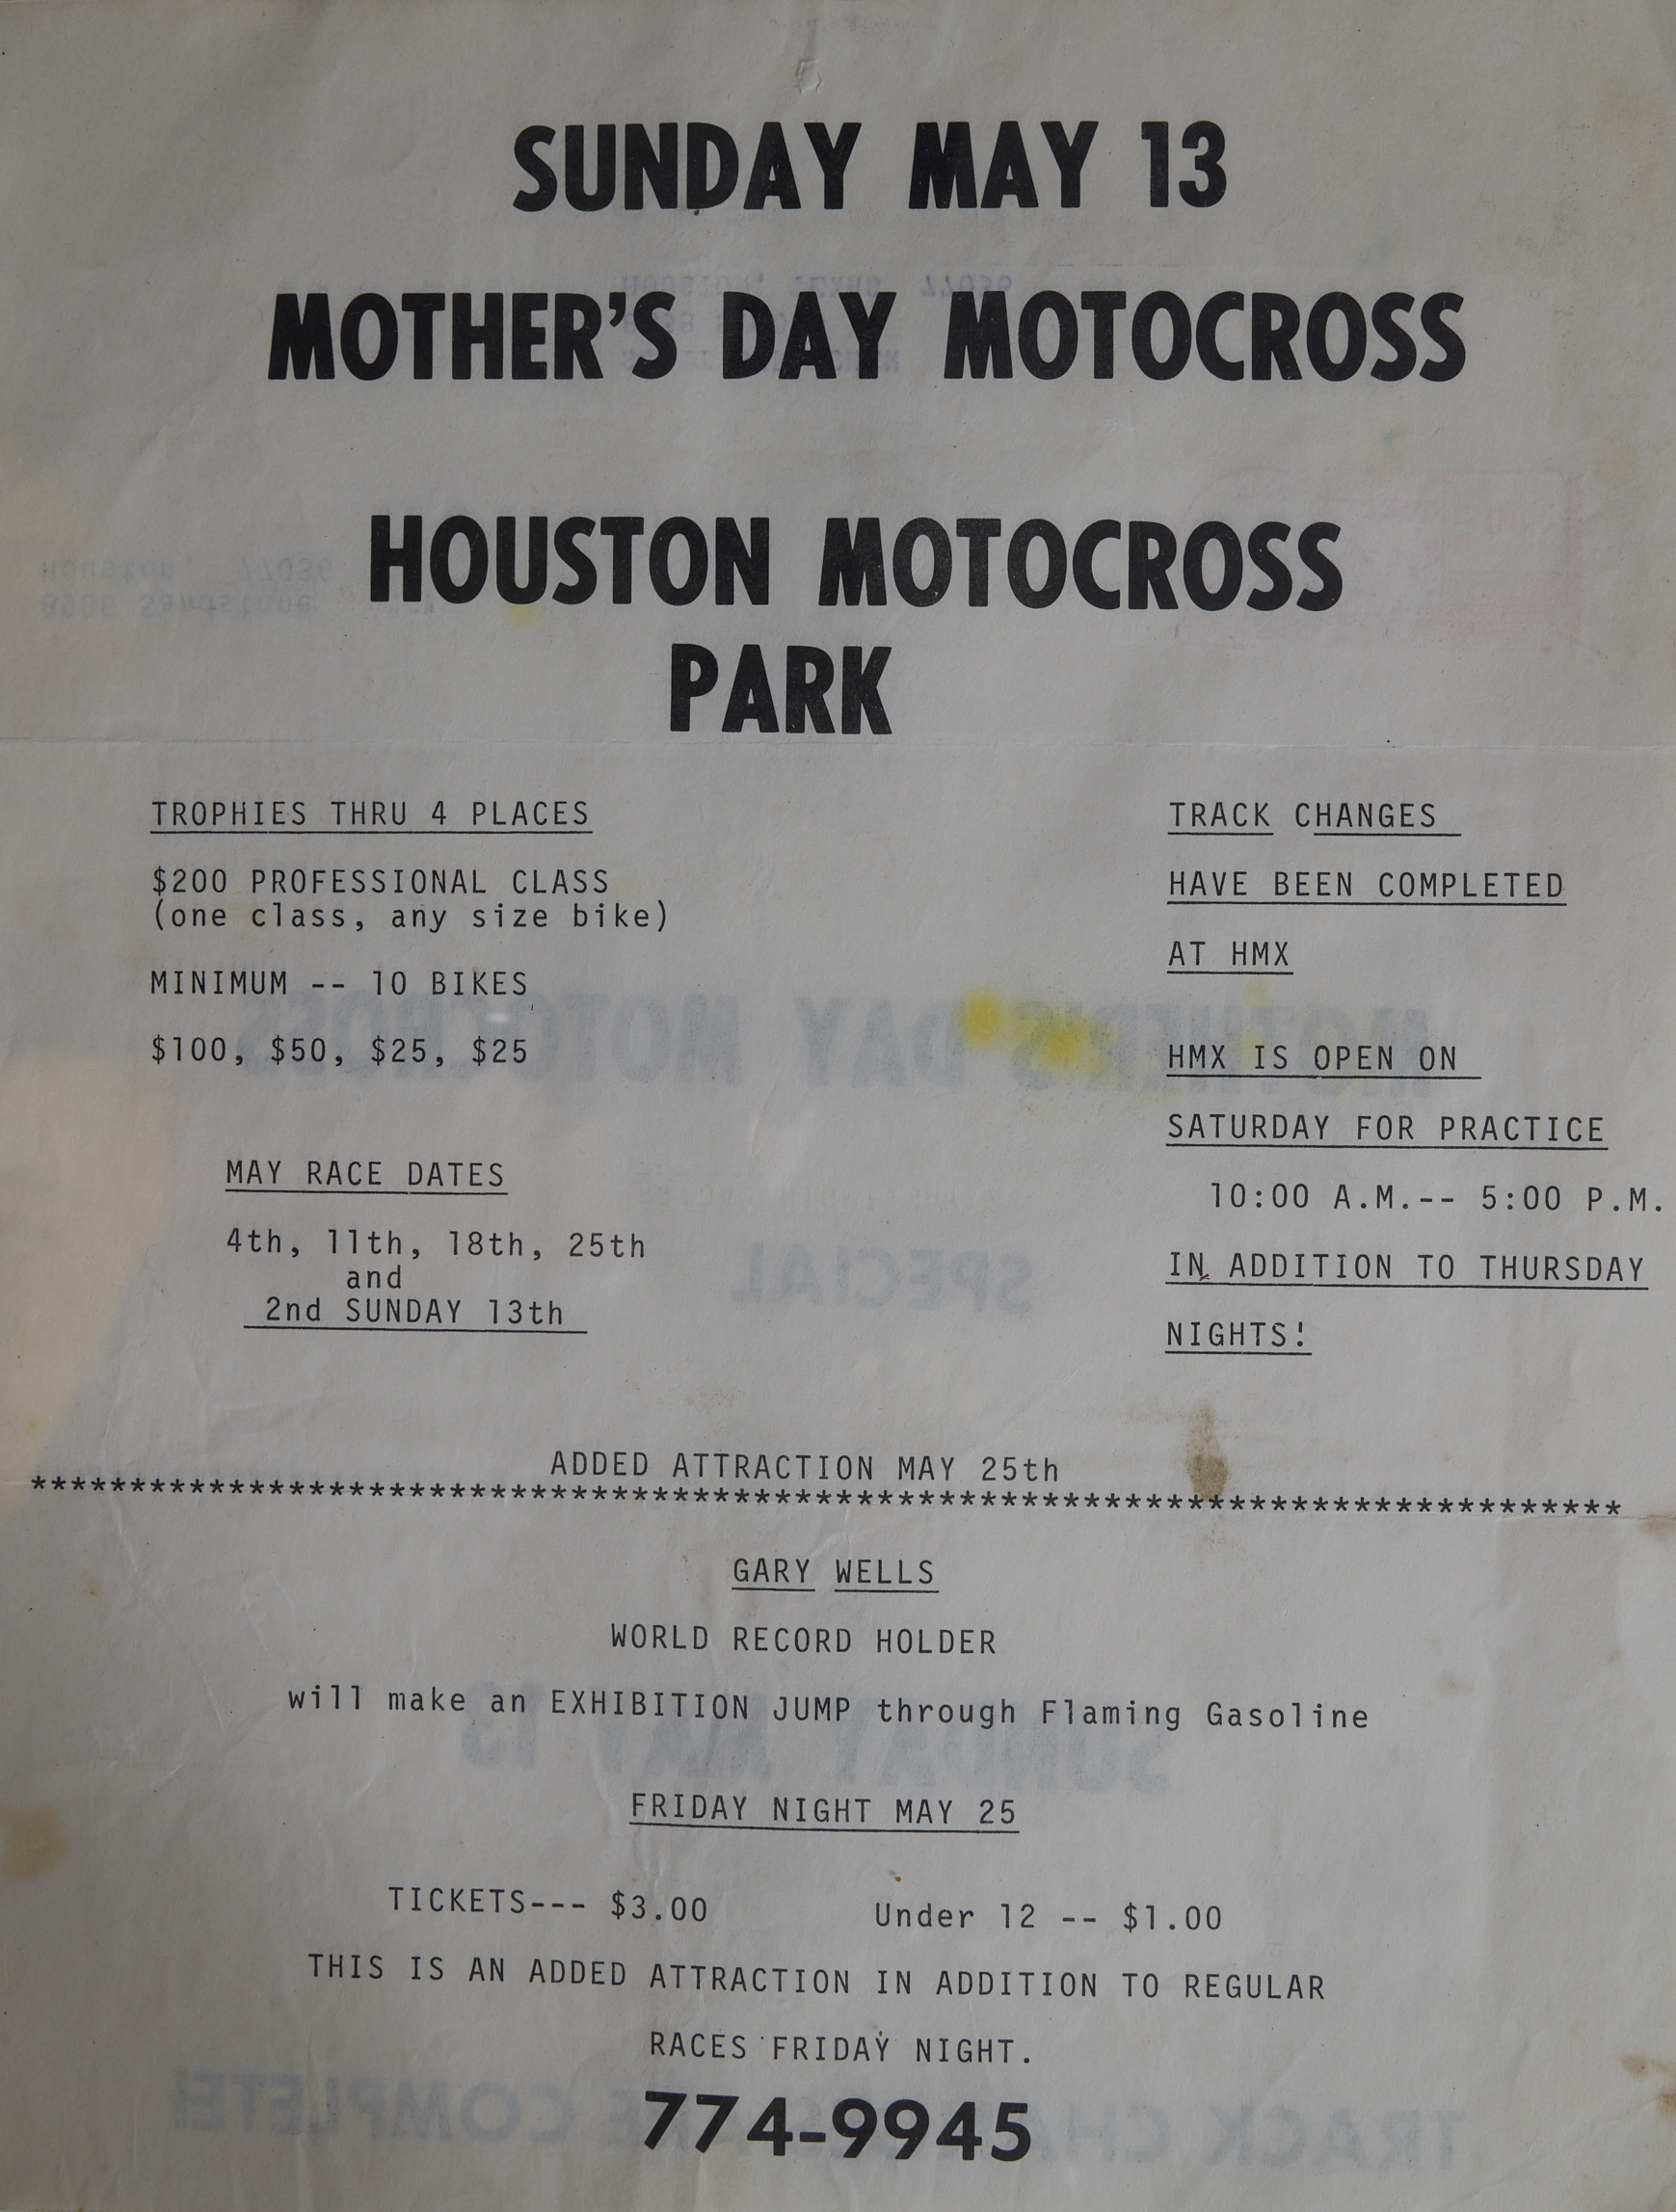 SUNDAY MAY 13
MOTHER'S DAY MOTOCROSS
HOUSTON MOTOCROSS
PARK
TROPHIES THRU 4 PLACES
$200 PROFESSIONAL CLASS
(one class, any size bike)
MINIMUM -- 10 BIKES
$100, $50, $25, $25
MAY RACE DATES
4th, 11th, 18th, 25th
and
2nd SUNDAY 13th
TRACK CHANGES
HAVE BEEN COMPLETED
AT HMX
HMX IS OPEN ON
SATURDAY FOR PRACTICE
10:00 A.M.-- 5:00 P.M.
IN ADDITION TO THURSDAY
NIGHTS!
ADDED ATTRACTION MAY 25th
*******************************************************************************
GARY WELLS
WORLD RECORD HOLDER
will make an EXHIBITION JUMP through Flaming Gasoline
FRIDAY NIGHT MAY 25
TICKETS--- $3.00 Under 12 -- $1.00
THIS IS AN ADDED ATTRACTION IN ADDITION TO REGULAR
RACES FRIDAY NIGHT.
774-9945